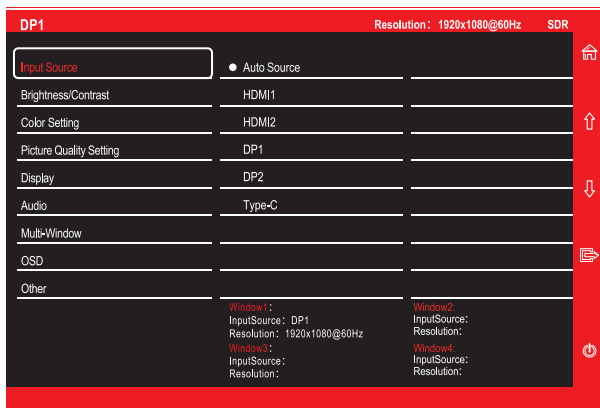 DP1
Resolution: 1920x1080@60Hz SDR
Input Source
Auto Source
Brightness/Contrast
HDMI1
Color Setting
HDMI2
Picture Quality Setting
DP1
Display
DP2
Audio
Type-C
Multi-Window
OSD
Other
Window1:
InputSource: DP1
Resolution: 1920x1080@60Hz
Window2:
InputSource:
Resolution:
Window3:
InputSource:
Resolution:
Window4:
InputSource:
Resolution: